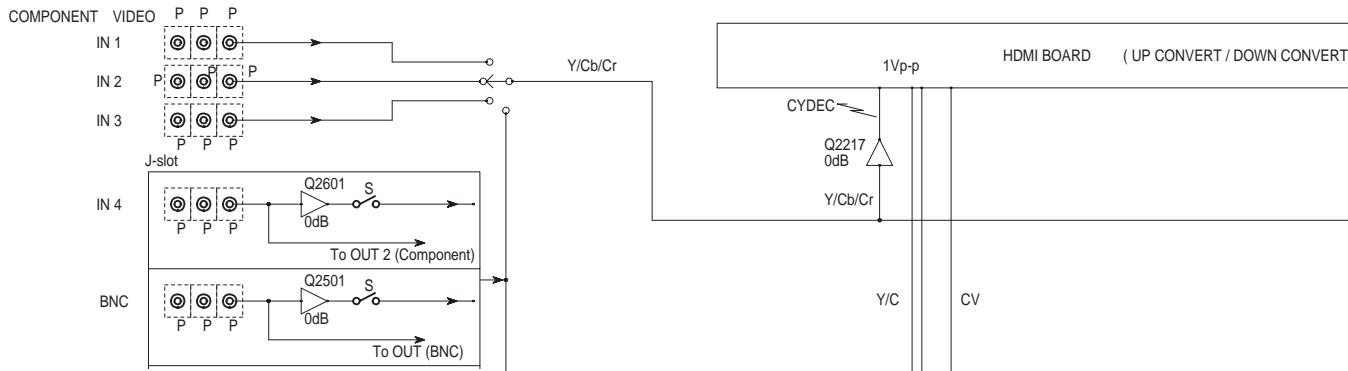 COMPONENT VIDEO P P P
IN 1
P P P
IN 2
IN 3
P P P
Y/Cb/Cr
HDMI BOARD ( UP CONVERT / DOWN CONVERT
1Vp-p
CYDEC
Q2217
0dB
Y/Cb/Cr
J-slot
IN 4
P P P
Q2601
0dB
S
To OUT 2 (Component)
BNC
P P P
Q2501
0dB
S
To OUT (BNC)
Y/C
CV